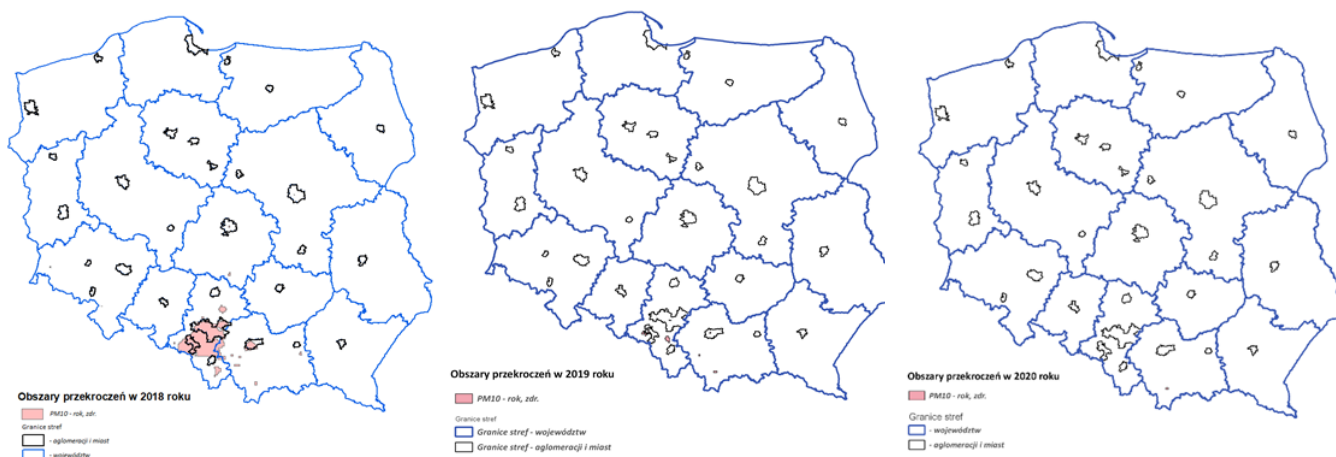 Obszary przekroczeń w 2018 roku
PM10 - rok, zdr.
Granice stref
- aglomeracji i miast
- województw
Obszary przekroczeń w 2019 roku
PM10 - rok, zdr.
Granice stref
Granice stref - województw
Granice stref - aglomeracji i miast
Obszary przekroczeń w 2020 roku
PM10 - rok, zdr.
Granice stref
- województw
- aglomeracji i miast